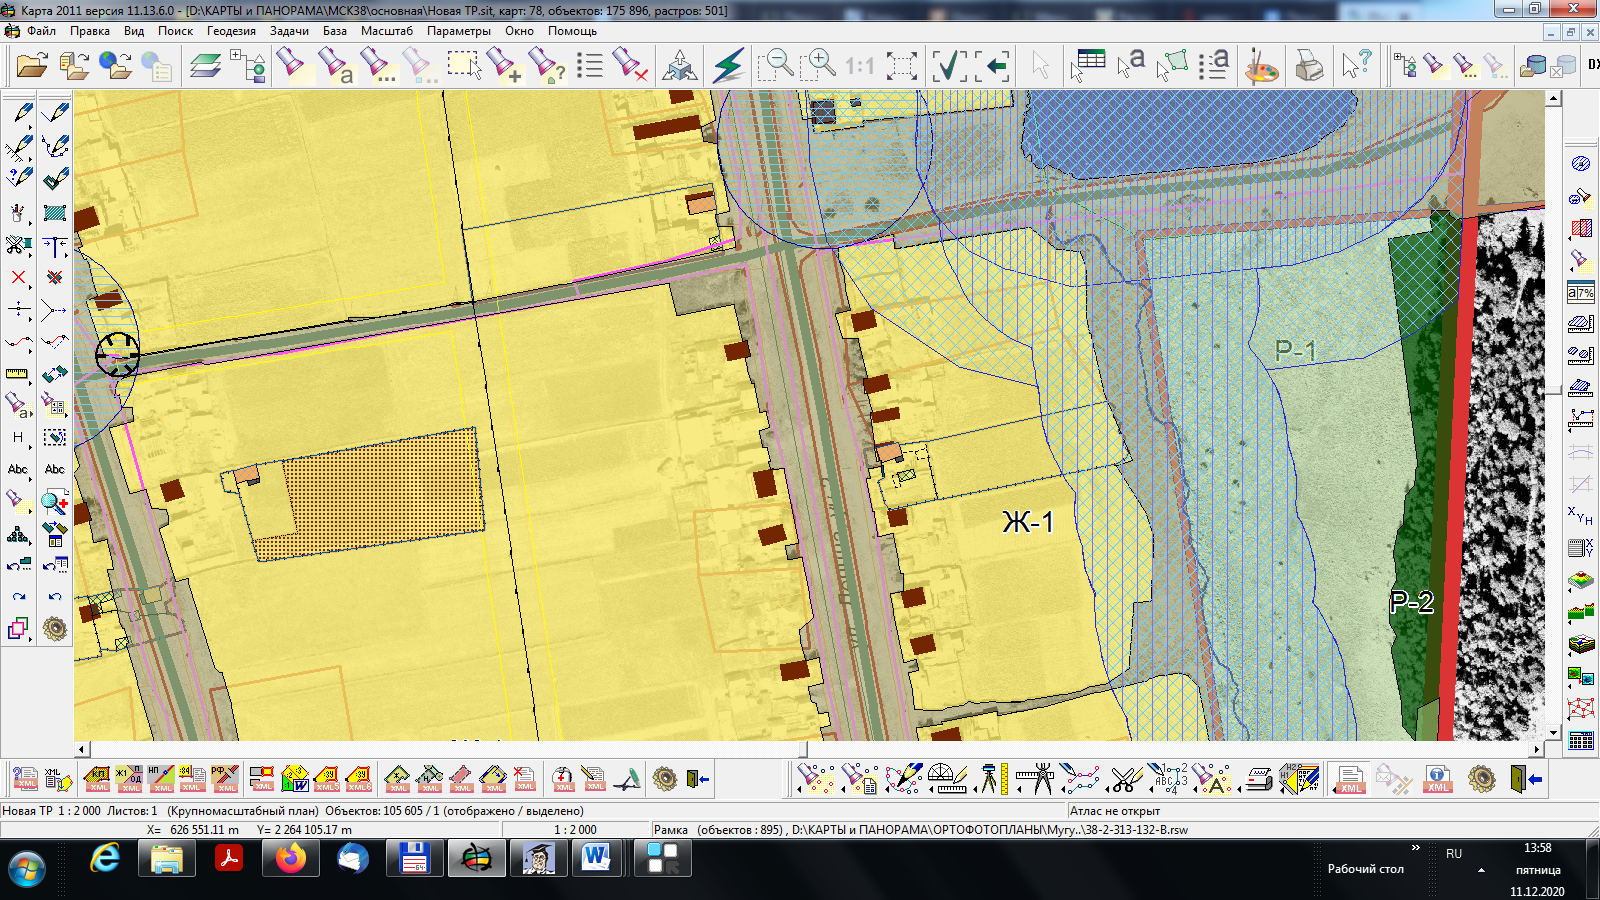 Карта 2011 версия 11.13.6.0 - [D:\КАРТЫ и ПАНОРАМА\МСК38\основная\Новая ТР.sit, карт: 78, объектов: 175 896, растров: 501]
Файл Правка Вид Поиск Геодезия Задачи База Масштаб Параметры Окно Помощь
1:1
Р-1
Ж-1
Р-2
Новая ТР 1 : 2 000 Листов: 1 (Крупномасштабный план) Объектов: 105 605 / 1 (отображено / выделено)
Атлас не открыт
X= 626 551.11 m Y= 2 264 105.17 m
1 : 2 000
Рамка (объектов : 895) , D:\КАРТЫ и ПАНОРАМА\ОРТОФОТОПЛАНЫ\Мугу..\38-2-313-132-В.rsw
Рабочий стол
RU
13:58
пятница
11.12.2020